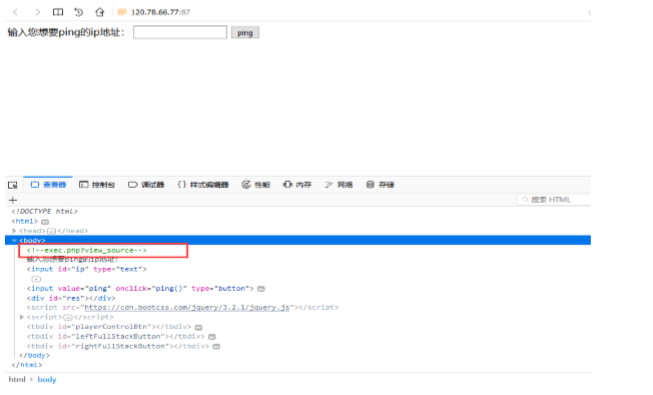 120.78.66.77:87
输入您想要ping的ip地址： ping
查看器 控制台 调试器 {} 样式编辑器 性能 内存 网络 存储
+ 搜索 HTML
<!DOCTYPE html>
<html>
<head></head>
<body>
<!--exec.php?view_source-->
输入您想要ping的ip地址:
<input id="ip" type="text">
<input value="ping" onclick="ping()" type="button">
<div id="res"></div>
<script src="https://cdn.bootcss.com/jquery/3.2.1/jquery.js"></script>
<script></script>
<tbdiv id="playerControlBtn"></tbdiv>
<tbdiv id="leftFullStackButton"></tbdiv>
<tbdiv id="rightFullStackButton"></tbdiv>
</body>
</html>
html > body